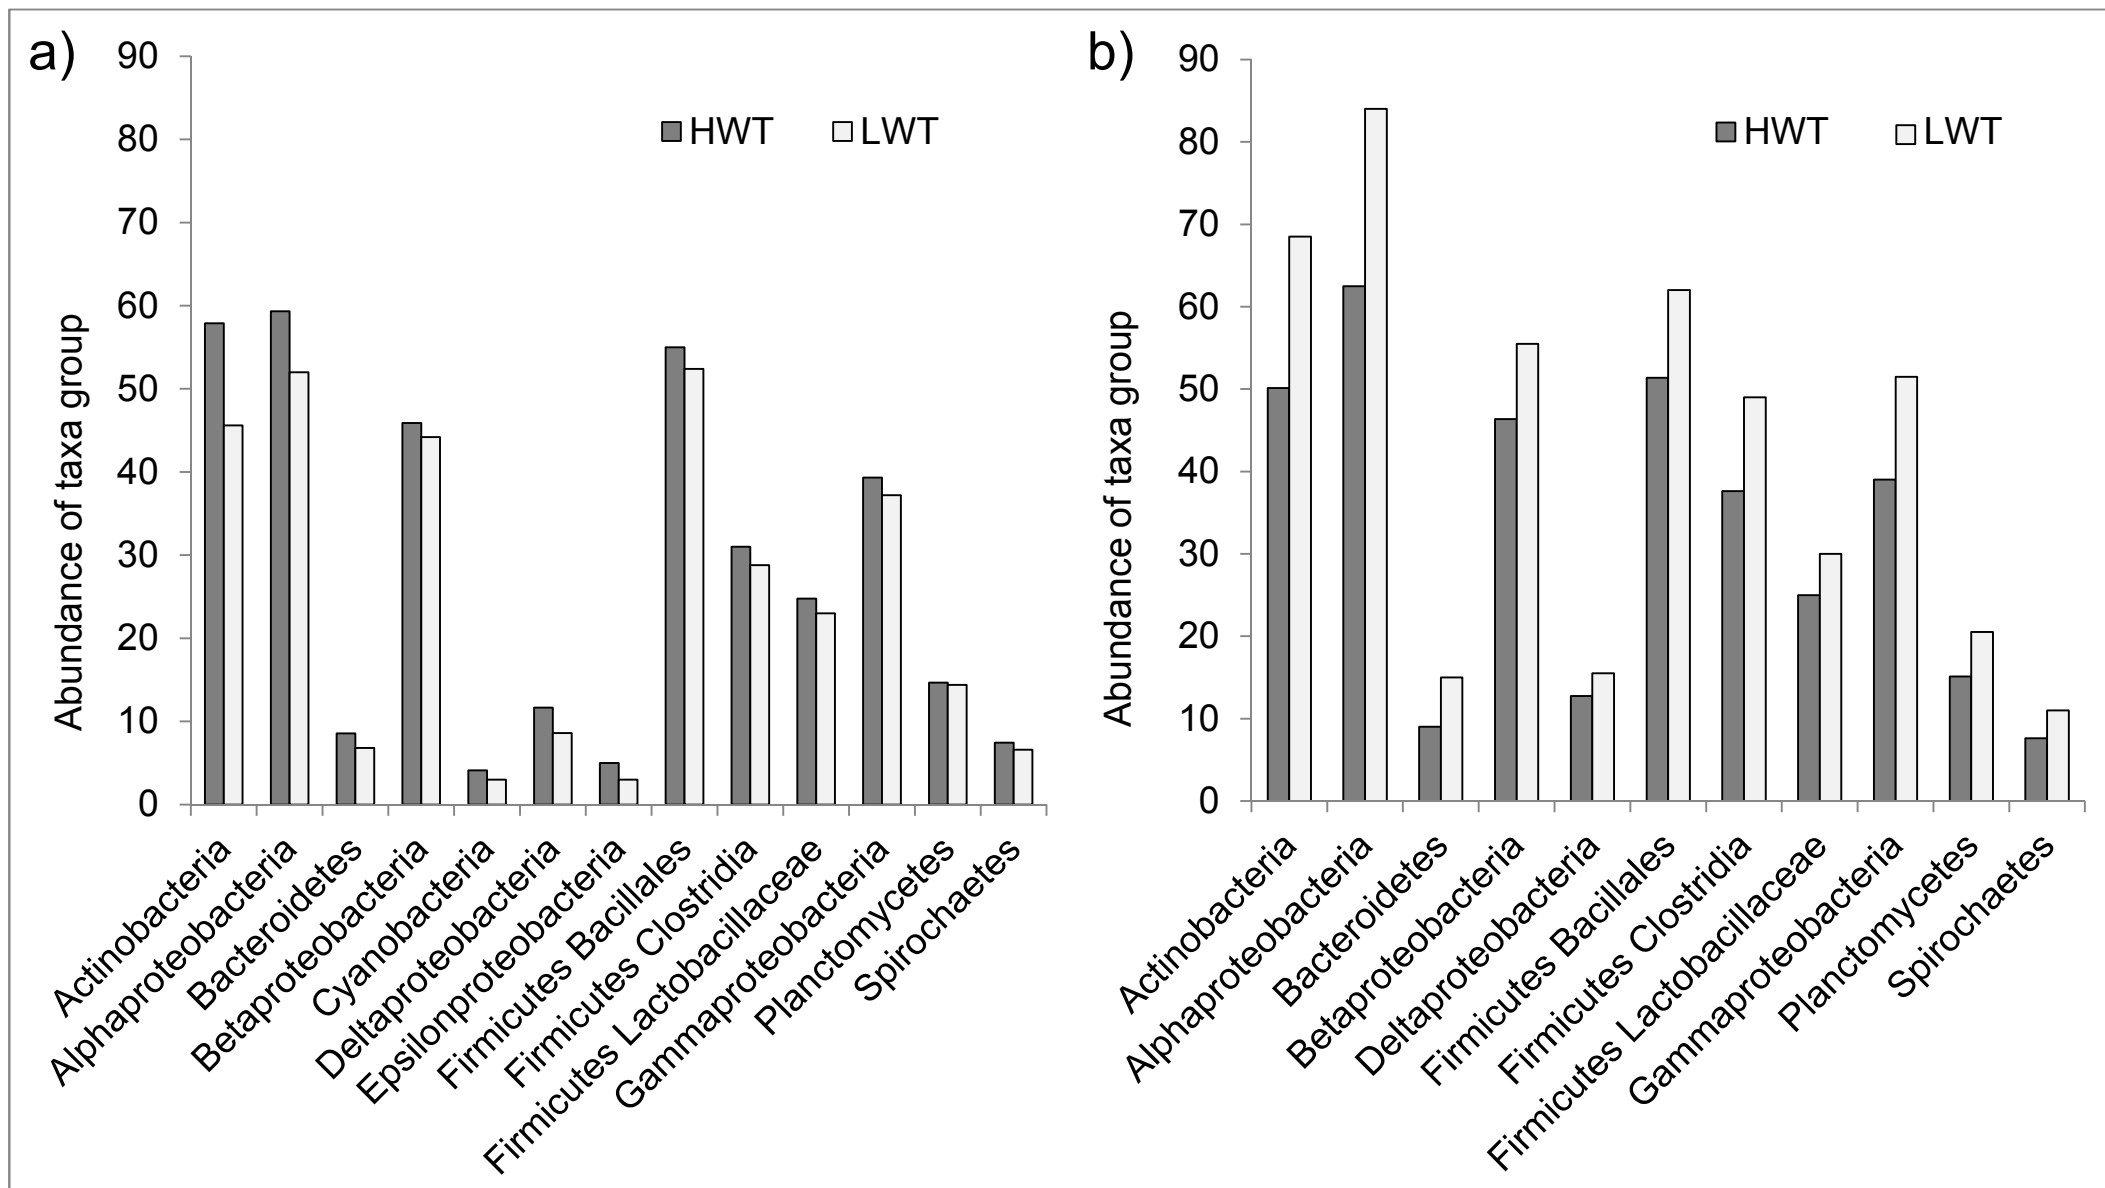 a)
90
80
70
60
50
40
30
20
10
0
Abundance of taxa group
HWT
LWT
Actinobacteria
Alphaproteobacteria
Bacteroidetes
Betaproteobacteria
Cyanobacteria
Deltaproteobacteria
Epsilonproteobacteria
Firmicutes Bacillales
Firmicutes Clostridia
Firmicutes Lactobacillaceae
Gammaproteobacteria
Planctomycetes
Spirochaetes
b)
90
80
70
60
50
40
30
20
10
0
Abundance of taxa group
HWT
LWT
Actinobacteria
Alphaproteobacteria
Bacteroidetes
Betaproteobacteria
Deltaproteobacteria
Firmicutes Bacillales
Firmicutes Clostridia
Firmicutes Lactobacillaceae
Gammaproteobacteria
Planctomycetes
Spirochaetes